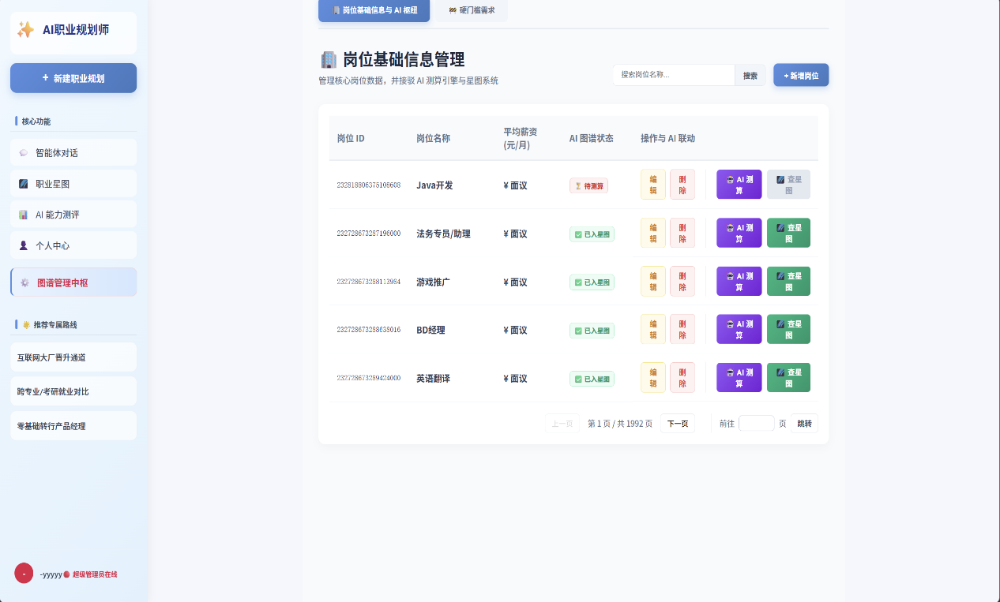 AI职业规划师
+ 新建职业规划
核心功能
智能体对话
职业星图
AI 能力测评
个人中心
图谱管理中枢
推荐专属路线
互联网大厂晋升通道
跨专业/考研就业对比
零基础转行产品经理
-
-yyyyy 超级管理员在线
岗位基础信息与 AI 枢纽 硬门槛需求
岗位基础信息管理
管理核心岗位数据，并接驳 AI 测算引擎与星图系统
搜索岗位名称... 搜索 + 新增岗位
岗位 ID 岗位名称 平均薪资 (元/月) AI 图谱状态 操作与 AI 联动
232818806375108608 Java开发 ¥ 面议 待测算 编辑 删除 AI 测算 查星图
232728673287196000 法务专员/助理 ¥ 面议 已入星图 编辑 删除 AI 测算 查星图
232728673288113984 游戏推广 ¥ 面议 已入星图 编辑 删除 AI 测算 查星图
232728673288639016 BD经理 ¥ 面议 已入星图 编辑 删除 AI 测算 查星图
232728673289424000 英语翻译 ¥ 面议 已入星图 编辑 删除 AI 测算 查星图
上一页 第 1 页 / 共 1992 页 下一页 前往 页 跳转